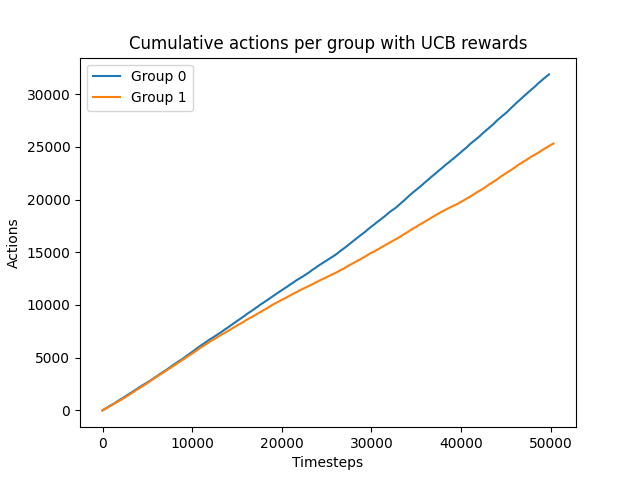 Cumulative actions per group with UCB rewards
Group 0
Group 1
30000
25000
20000
15000
10000
5000
0
Actions
0 10000 20000 30000 40000 50000
Timesteps